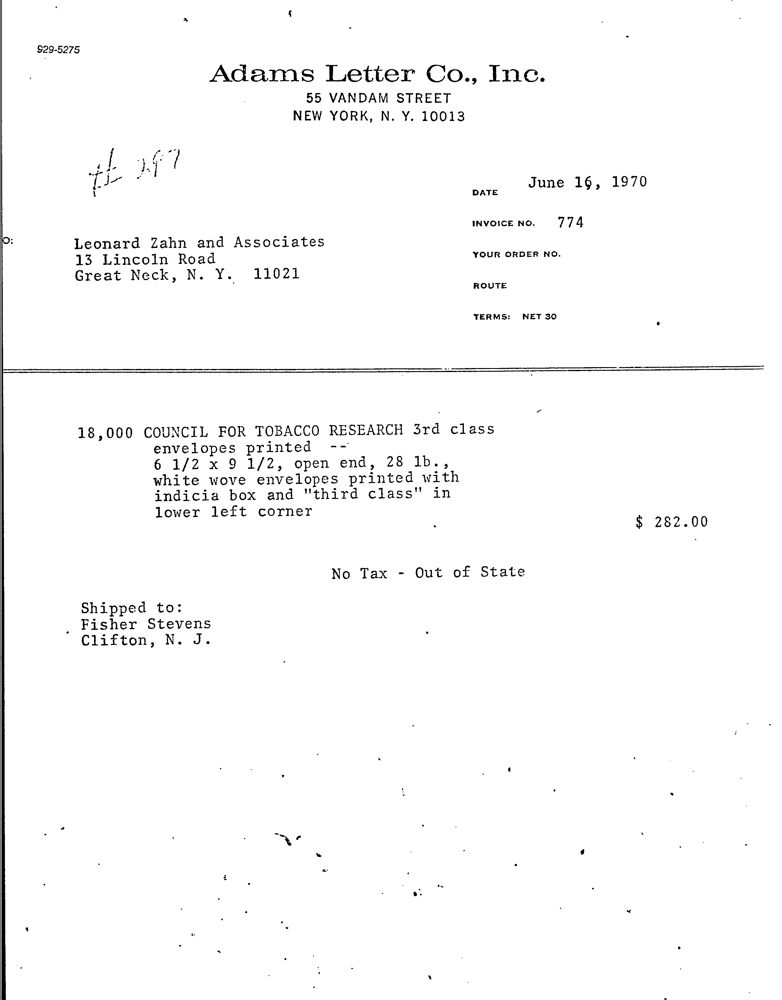 929-5275
Adams Letter Co., Inc.
55 VANDAM STREET
NEW YORK, N. Y. 10013
# 297
DATE June 16, 1970
INVOICE NO. 774
O: Leonard Zahn and Associates
13 Lincoln Road
Great Neck, N. Y. 11021
YOUR ORDER NO.
ROUTE
TERMS: NET 30
18,000 COUNCIL FOR TOBACCO RESEARCH 3rd class
envelopes printed --
6 1/2 x 9 1/2, open end, 28 lb.,
white wove envelopes printed with
indicia box and "third class" in
lower left corner
$ 282.00
No Tax - Out of State
Shipped to:
Fisher Stevens
Clifton, N. J.